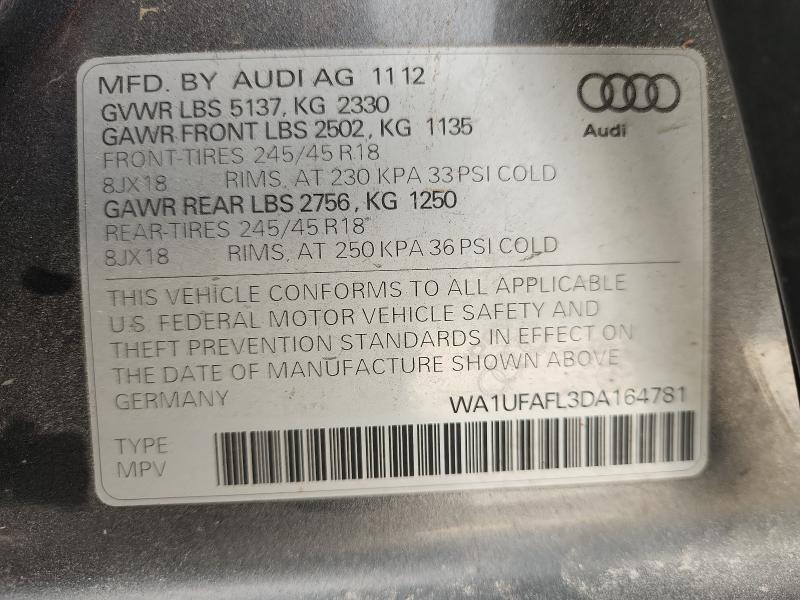 MFD. BY AUDI AG 11 12
GVWR LBS 5137, KG 2330
GAWR FRONT LBS 2502, KG 1135
FRONT-TIRES 245/45 R18
8JX18 RIMS, AT 230 KPA 33 PSI COLD
GAWR REAR LBS 2756, KG 1250
REAR-TIRES 245/45 R18
8JX18 RIMS, AT 250 KPA 36 PSI COLD
Audi
THIS VEHICLE CONFORMS TO ALL APPLICABLE
U.S. FEDERAL MOTOR VEHICLE SAFETY AND
THEFT PREVENTION STANDARDS IN EFFECT ON
THE DATE OF MANUFACTURE SHOWN ABOVE
GERMANY WA1UFAFL3DA164781
TYPE
MPV